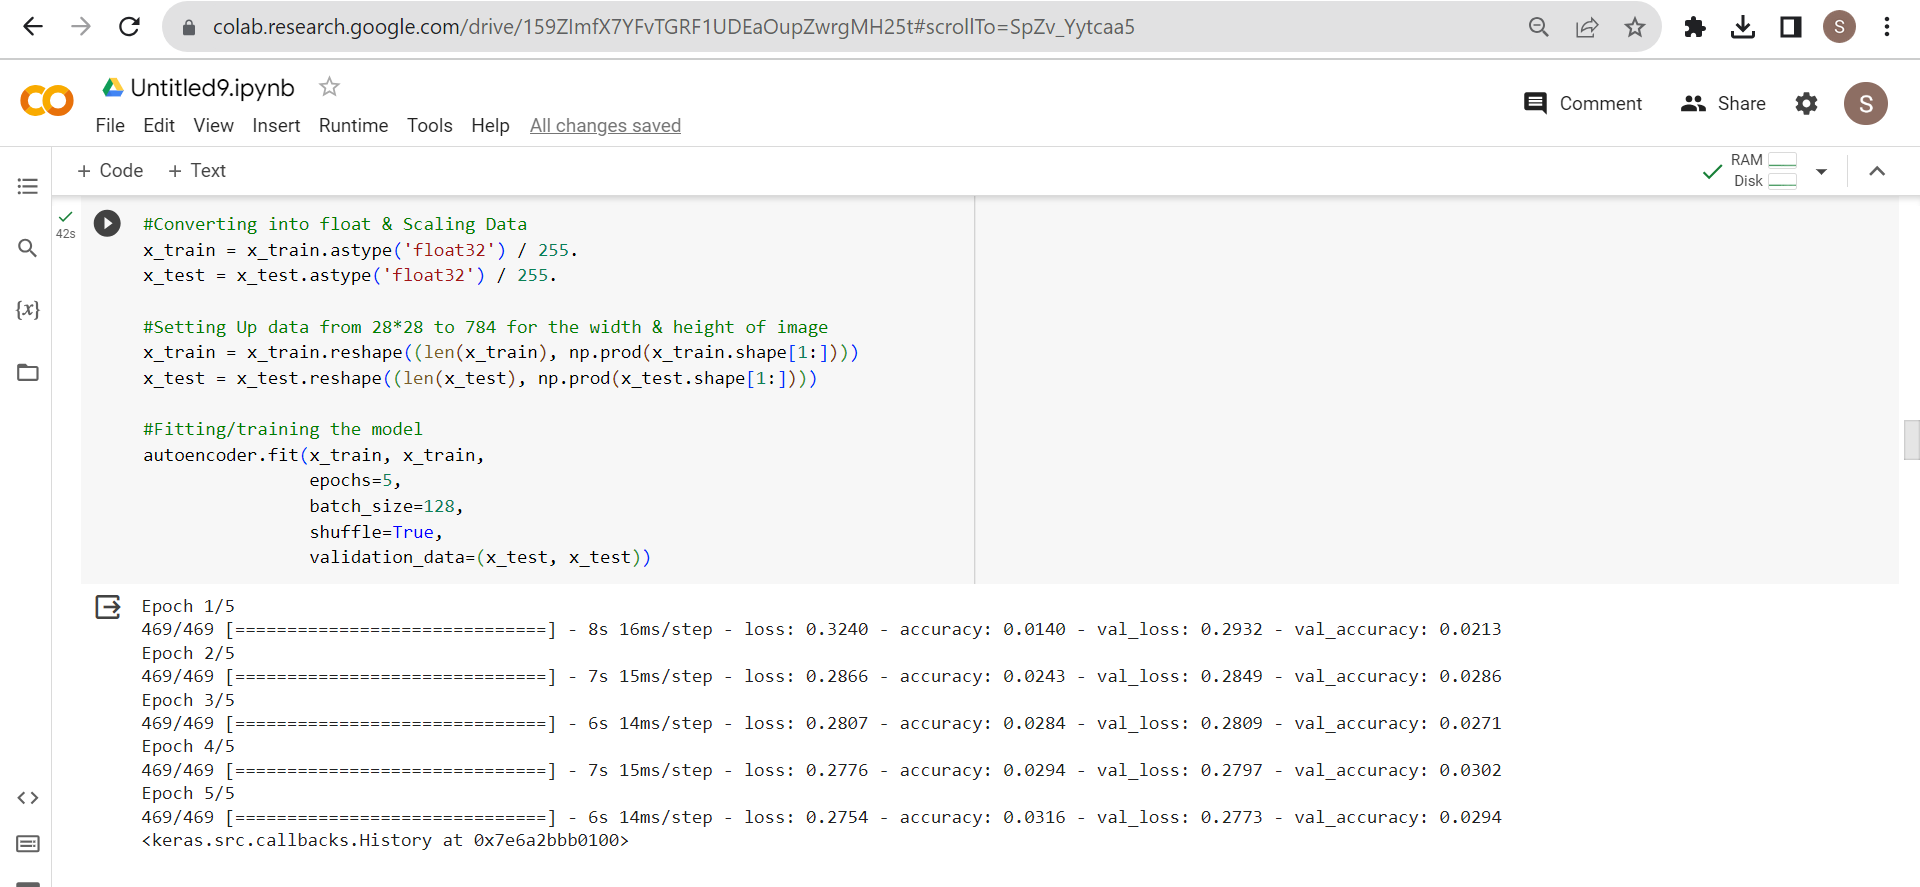 colab.research.google.com/drive/159ZImfX7YFvTGRF1UDEaOupZwrgMH25t#scrollTo=SpZv_Yytcaa5
S
Untitled9.ipynb
Comment
Share
S
File Edit View Insert Runtime Tools Help All changes saved
+ Code + Text
RAM
Disk
42s
#Converting into float & Scaling Data
x_train = x_train.astype('float32') / 255.
x_test = x_test.astype('float32') / 255.
{x}
#Setting Up data from 28*28 to 784 for the width & height of image
x_train = x_train.reshape((len(x_train), np.prod(x_train.shape[1:])))
x_test = x_test.reshape((len(x_test), np.prod(x_test.shape[1:])))
#Fitting/training the model
autoencoder.fit(x_train, x_train,
epochs=5,
batch_size=128,
shuffle=True,
validation_data=(x_test, x_test))
Epoch 1/5
469/469 [==============================] - 8s 16ms/step - loss: 0.3240 - accuracy: 0.0140 - val_loss: 0.2932 - val_accuracy: 0.0213
Epoch 2/5
469/469 [==============================] - 7s 15ms/step - loss: 0.2866 - accuracy: 0.0243 - val_loss: 0.2849 - val_accuracy: 0.0286
Epoch 3/5
469/469 [==============================] - 6s 14ms/step - loss: 0.2807 - accuracy: 0.0284 - val_loss: 0.2809 - val_accuracy: 0.0271
Epoch 4/5
469/469 [==============================] - 7s 15ms/step - loss: 0.2776 - accuracy: 0.0294 - val_loss: 0.2797 - val_accuracy: 0.0302
Epoch 5/5
469/469 [==============================] - 6s 14ms/step - loss: 0.2754 - accuracy: 0.0316 - val_loss: 0.2773 - val_accuracy: 0.0294
<keras.src.callbacks.History at 0x7e6a2bbb0100>